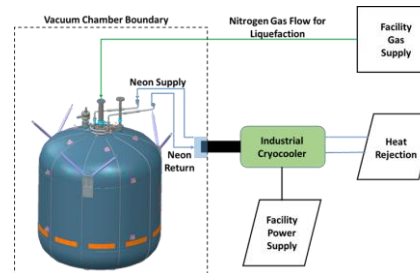 Vacuum Chamber Boundary
Nitrogen Gas Flow for
Liquefaction
Facility
Gas
Supply
Neon Supply
Neon
Return
Industrial
Cryocooler
Heat
Rejection
Facility
Power
Supply